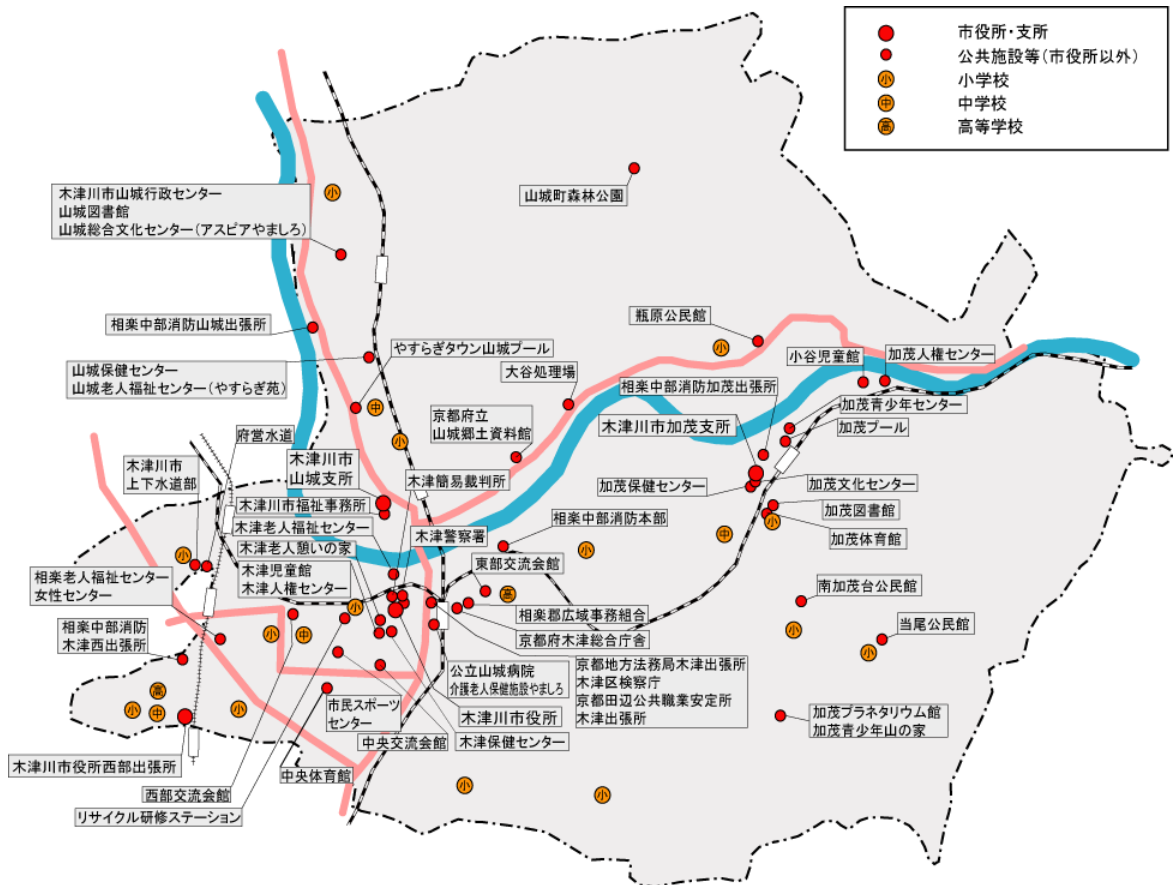 市役所・支所
公共施設等(市役所以外)
小 小学校
中 中学校
高 高等学校
山城町森林公園
小
木津川市山城行政センター
山城図書館
山城総合文化センター(アスピアやましろ)
相楽中部消防山城出張所
瓶原公民館
小
小谷児童館
加茂人権センター
やすらぎタウン山城プール
山城保健センター
山城老人福祉センター(やすらぎ苑)
大谷処理場
相楽中部消防加茂出張所
加茂青少年センター
中
小
京都府立
山城郷土資料館
木津川市加茂支所
加茂プール
府営水道
木津川市
上下水道部
木津川市
山城支所
木津簡易裁判所
加茂保健センター
加茂文化センター
木津川市福祉事務所
加茂図書館
相楽中部消防本部
小
加茂体育館
木津老人福祉センター
木津警察署
中
小
木津老人憩いの家
東部交流会館
小
木津児童館
木津人権センター
高
相楽老人福祉センター
女性センター
小
相楽郡広域事務組合
南加茂台公民館
小
当尾公民館
小
相楽中部消防
木津西出張所
小
中
京都府木津総合庁舎
公立山城病院
介護老人保健施設やましろ
京都地方法務局木津出張所
木津区検察庁
京都田辺公共職業安定所
木津出張所
高
小
中
小
市民スポーツ
センター
木津川市役所
加茂プラネタリウム館
加茂青少年山の家
中央交流会館
木津保健センター
木津川市役所西部出張所
中央体育館
西部交流会館
小
小
リサイクル研修ステーション